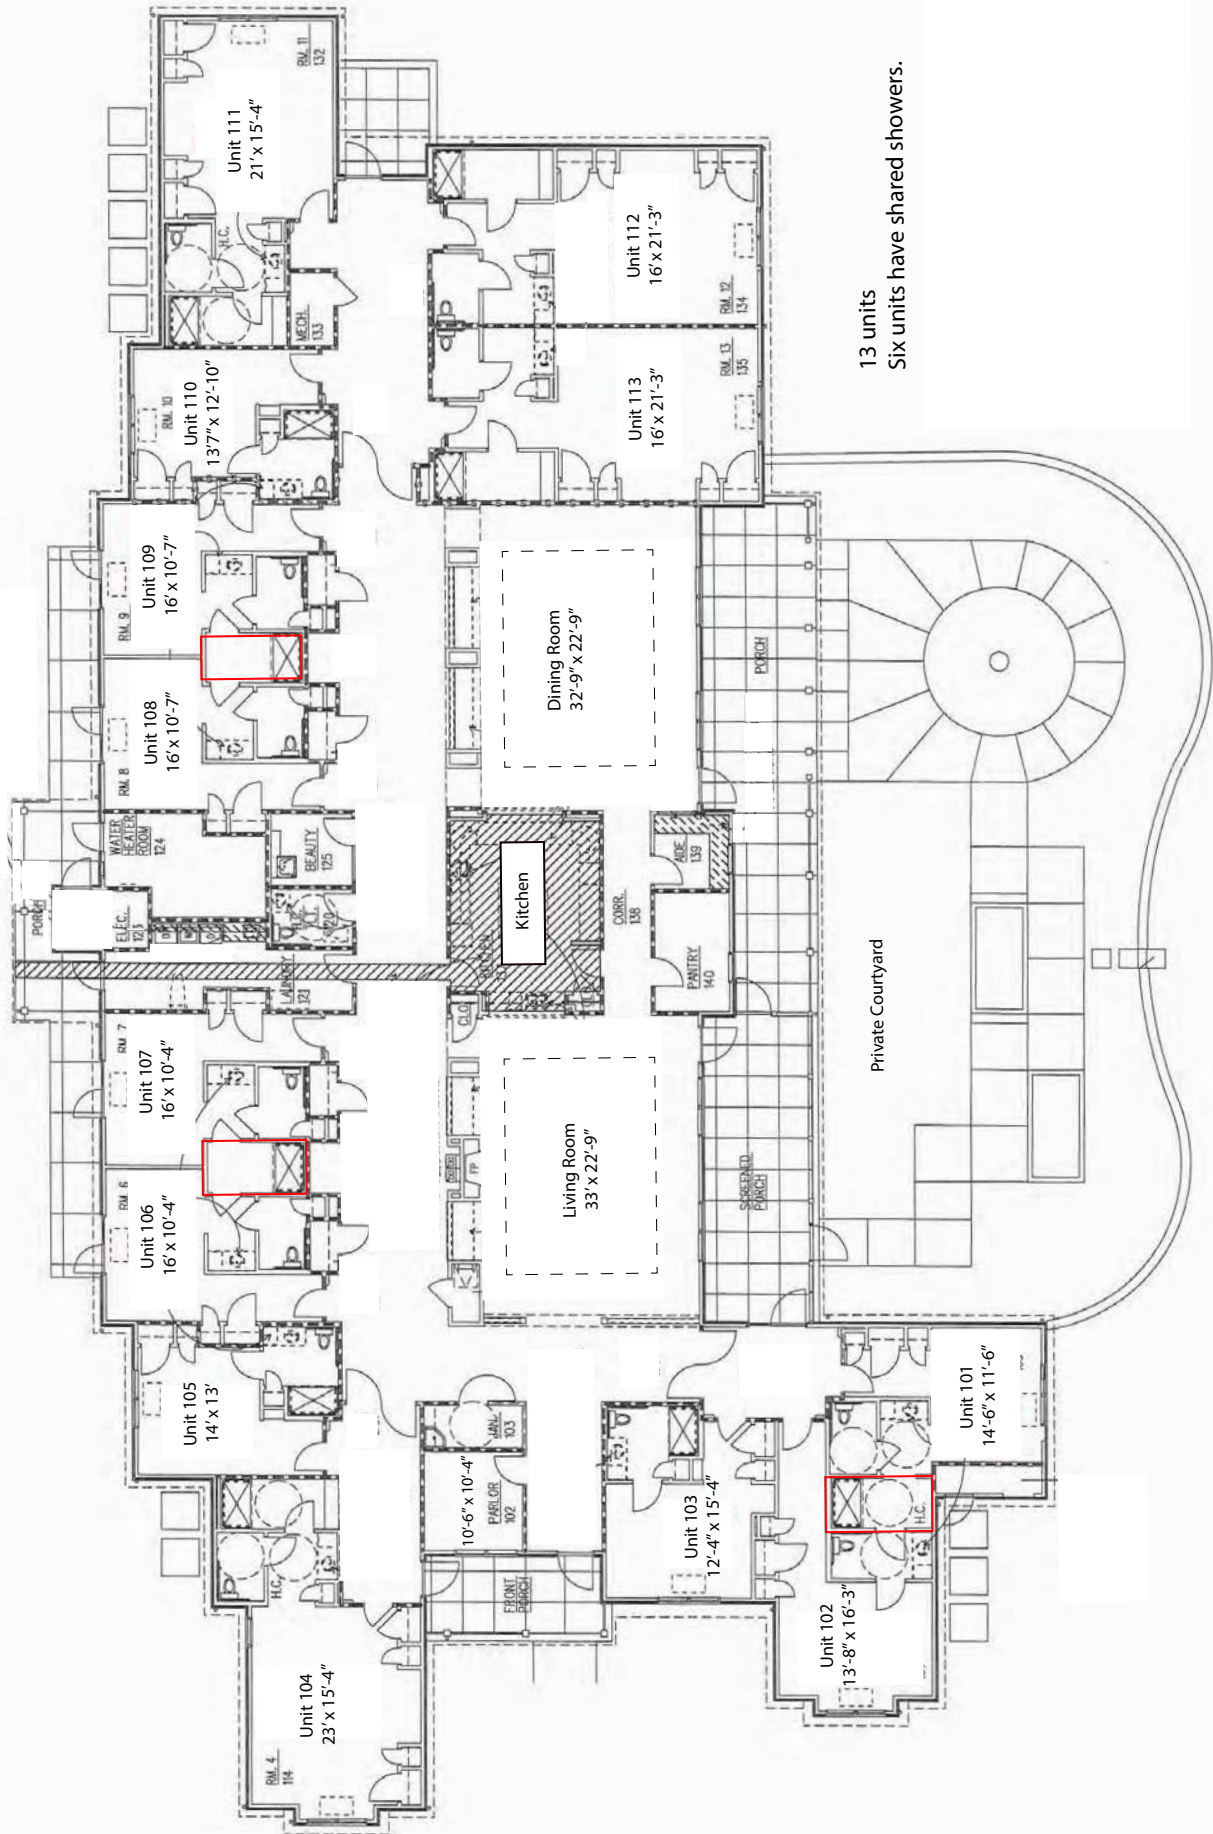 RM. 11
132
Unit 111
21' x 15'-4"
H.C.
MECH.
133
RM. 10
Unit 110
13'7" x 12'-10"
Unit 112
16' x 21'-3"
RM. 12
134
RM. 13
135
Unit 113
16' x 21'-3"
13 units
Six units have shared showers.
Unit 109
16' x 10'-7"
RM. 9
Unit 108
16' x 10'-7"
RM. 8
Dining Room
32'-9" x 22'-9"
PORCH
WATER
HEATER
ROOM
124
BEAUTY
125
PORCH
ELEC.
123
120
LAUNDRY
121
Kitchen
CORR.
138
AIDE
139
PANTRY
140
Private Courtyard
RM. 7
Unit 107
16' x 10'-4"
CLO
RM. 6
Unit 106
16' x 10'-4"
FP
Living Room
33' x 22'-9"
SCREENED
PORCH
Unit 105
14' x 13'
JAN.
103
10'-6" x 10'-4"
PARLOR
102
Unit 103
12'-4" x 15'-4"
Unit 101
14'-6" x 11'-6"
H.C.
H.C.
FRONT
PORCH
Unit 102
13'-8" x 16'-3"
Unit 104
23' x 15'-4"
RM. 4
114